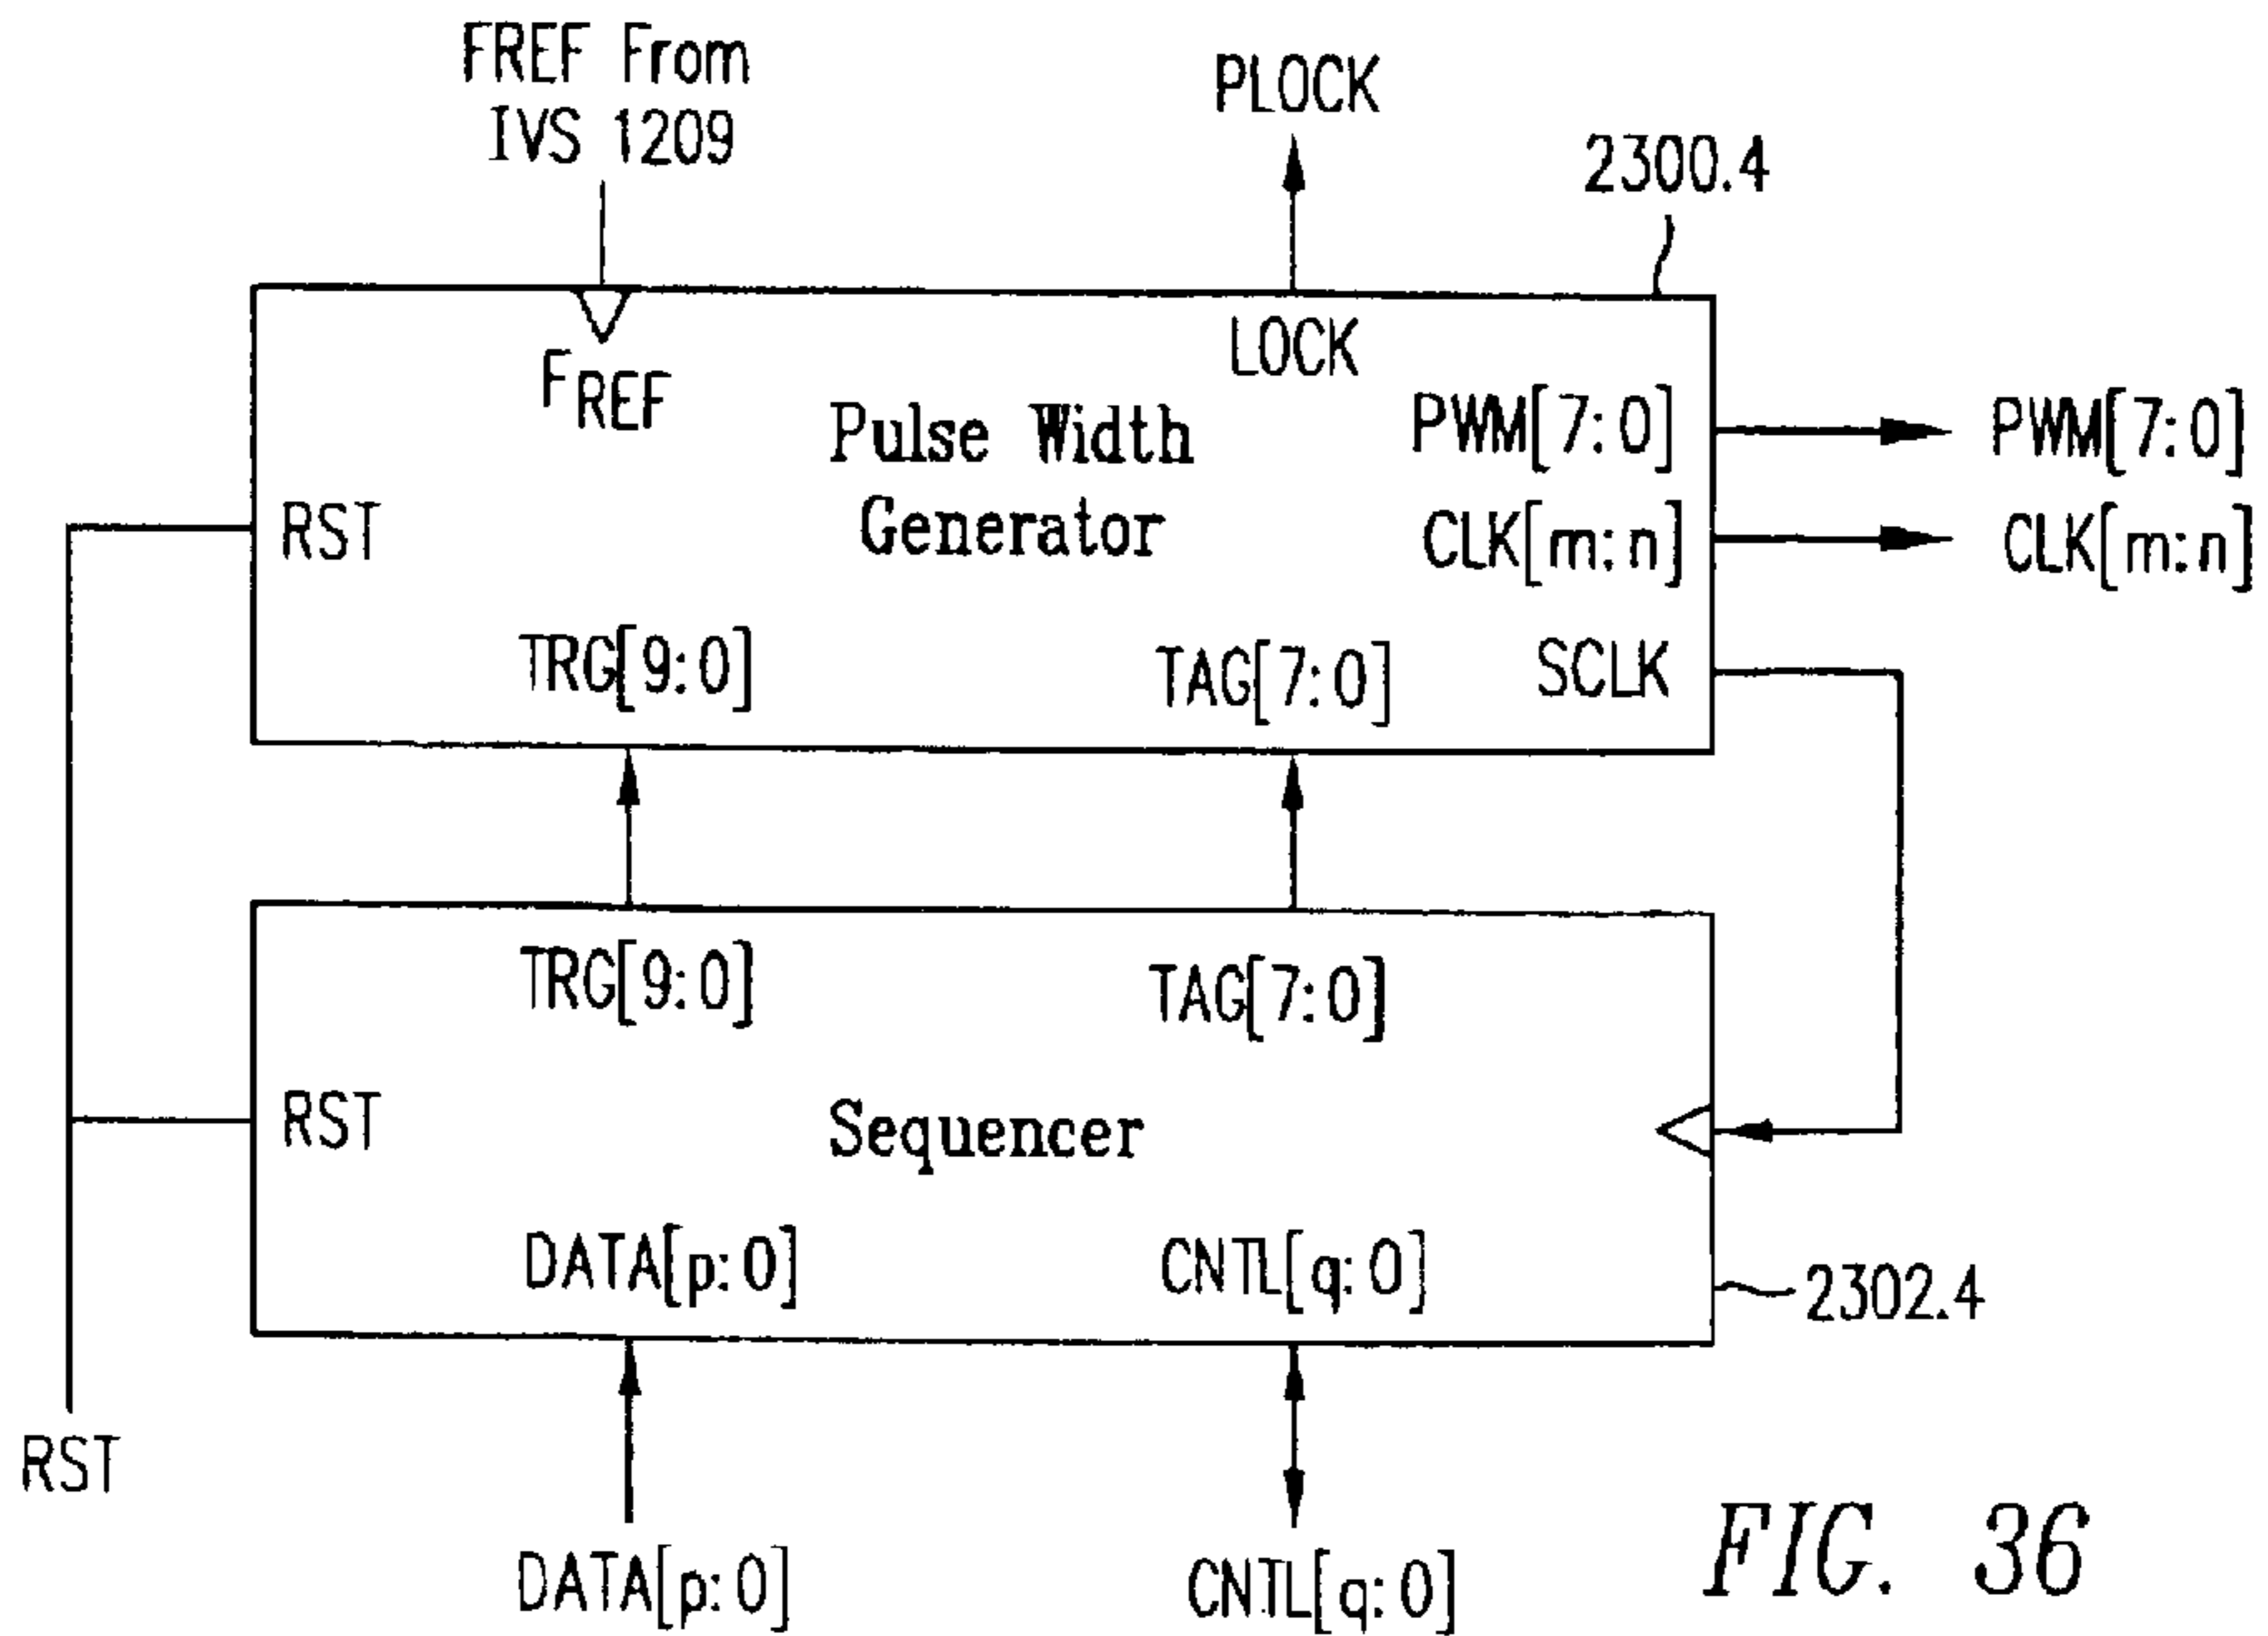 FREF From
IVS 1209
PLOCK
2300.4
FREF
LOCK
Pulse Width
Generator
PWM[7:0]
PWM[7:0]
CLK[m:n]
CLK[m:n]
RST
TRG[9:0]
TAG[7:0]
SCLK
TRG[9:0]
TAG[7:0]
RST
Sequencer
DATA[p:0]
CNTL[q:0]
2302.4
RST
DATA[p:0]
CNTL[q:0]
FIG. 36